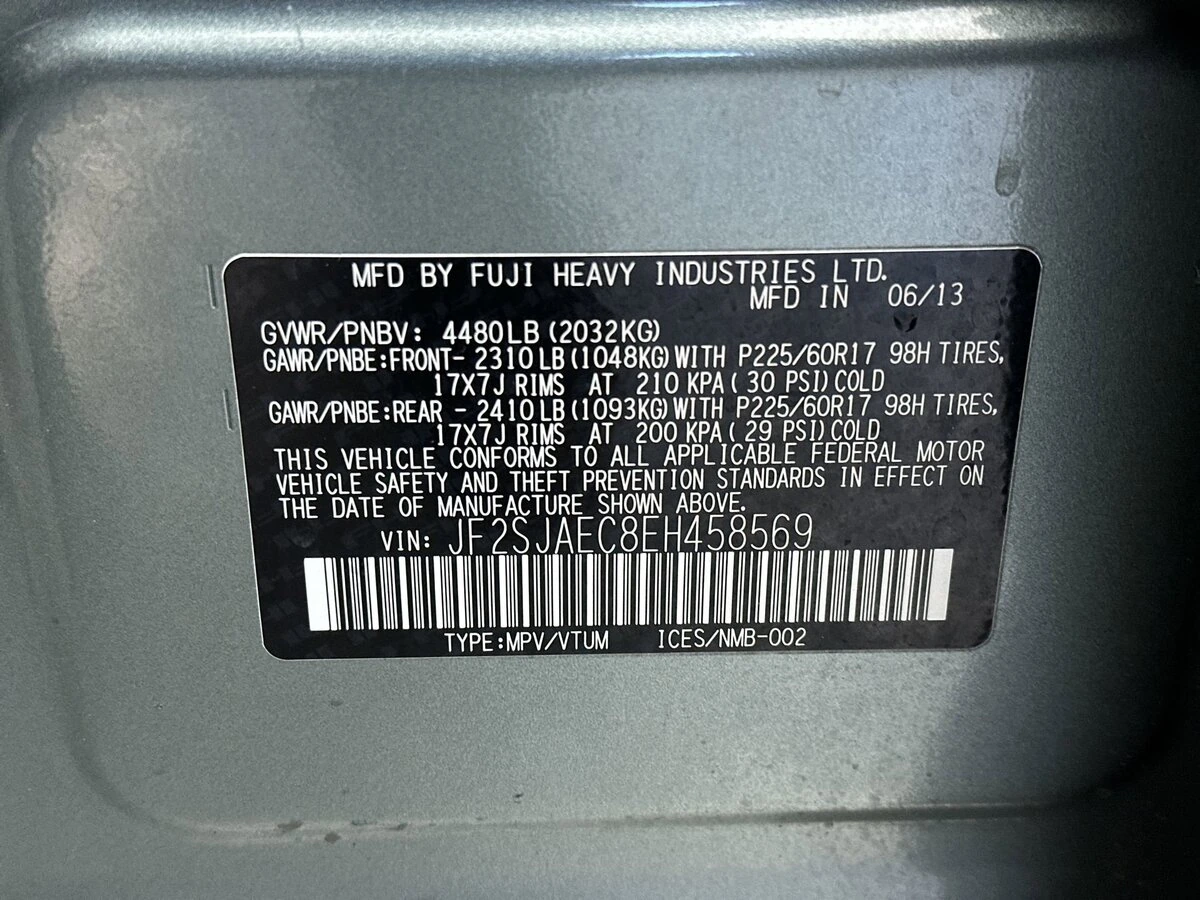 MFD BY FUJI HEAVY INDUSTRIES LTD.
MFD IN 06/13
GVWR/PNBV: 4480LB (2032KG)
GAWR/PNBE:FRONT- 2310LB (1048KG) WITH P225/60R17 98H TIRES,
17X7J RIMS AT 210 KPA ( 30 PSI) COLD
GAWR/PNBE:REAR - 2410LB (1093KG) WITH P225/60R17 98H TIRES,
17X7J RIMS AT 200 KPA ( 29 PSI) COLD
THIS VEHICLE CONFORMS TO ALL APPLICABLE FEDERAL MOTOR
VEHICLE SAFETY AND THEFT PREVENTION STANDARDS IN EFFECT ON
THE DATE OF MANUFACTURE SHOWN ABOVE.
VIN: JF2SJAEC8EH458569
TYPE:MPV/VTUM ICES/NMB-002